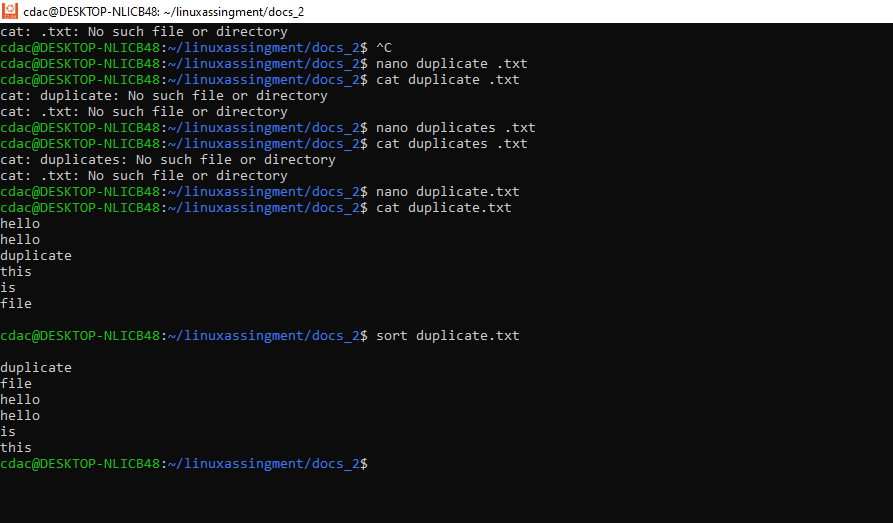 cdac@DESKTOP-NLICB48: ~/linuxassingment/docs_2
cat: .txt: No such file or directory
cdac@DESKTOP-NLICB48:~/linuxassingment/docs_2$ ^C
cdac@DESKTOP-NLICB48:~/linuxassingment/docs_2$ nano duplicate .txt
cdac@DESKTOP-NLICB48:~/linuxassingment/docs_2$ cat duplicate .txt
cat: duplicate: No such file or directory
cat: .txt: No such file or directory
cdac@DESKTOP-NLICB48:~/linuxassingment/docs_2$ nano duplicates .txt
cdac@DESKTOP-NLICB48:~/linuxassingment/docs_2$ cat duplicates .txt
cat: duplicates: No such file or directory
cat: .txt: No such file or directory
cdac@DESKTOP-NLICB48:~/linuxassingment/docs_2$ nano duplicate.txt
cdac@DESKTOP-NLICB48:~/linuxassingment/docs_2$ cat duplicate.txt
hello
hello
duplicate
this
is
file
cdac@DESKTOP-NLICB48:~/linuxassingment/docs_2$ sort duplicate.txt
duplicate
file
hello
hello
is
this
cdac@DESKTOP-NLICB48:~/linuxassingment/docs_2$